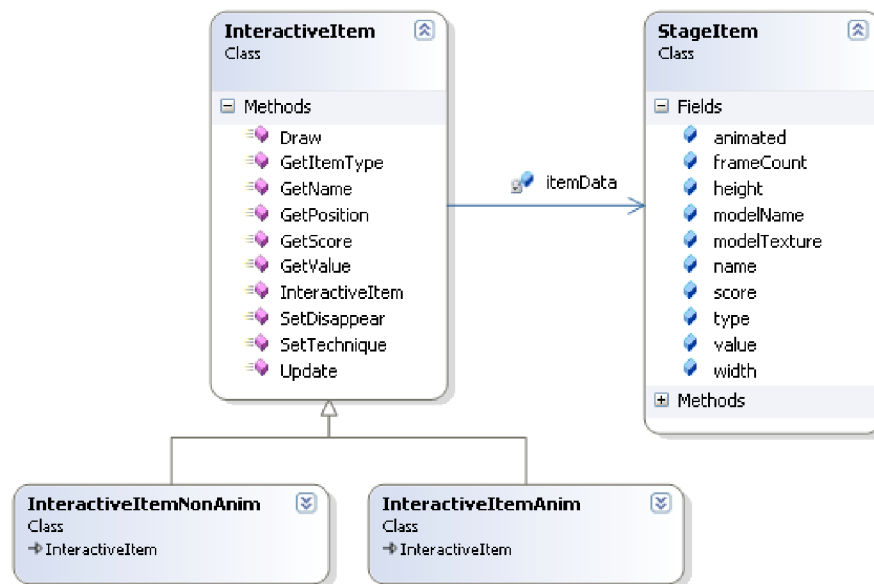 InteractiveItem
Class
Methods
Draw
GetItemType
GetName
GetPosition
GetScore
GetValue
InteractiveItem
SetDisappear
SetTechnique
Update
itemData
StageItem
Class
Fields
animated
frameCount
height
modelName
modelTexture
name
score
type
value
width
Methods
InteractiveItemNonAnim
Class
InteractiveItem
InteractiveItemAnim
Class
InteractiveItem